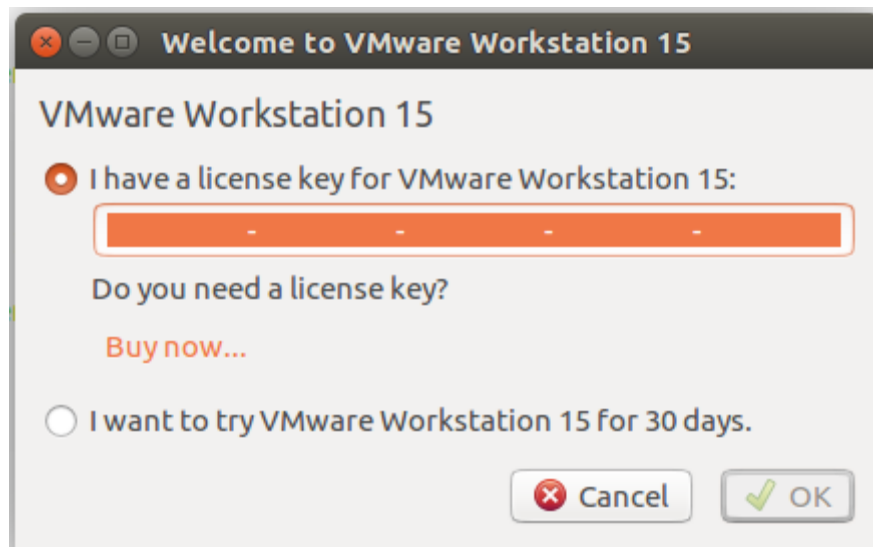 Welcome to VMware Workstation 15
VMware Workstation 15
I have a license key for VMware Workstation 15:
- - - -
Do you need a license key?
Buy now...
I want to try VMware Workstation 15 for 30 days.
Cancel OK